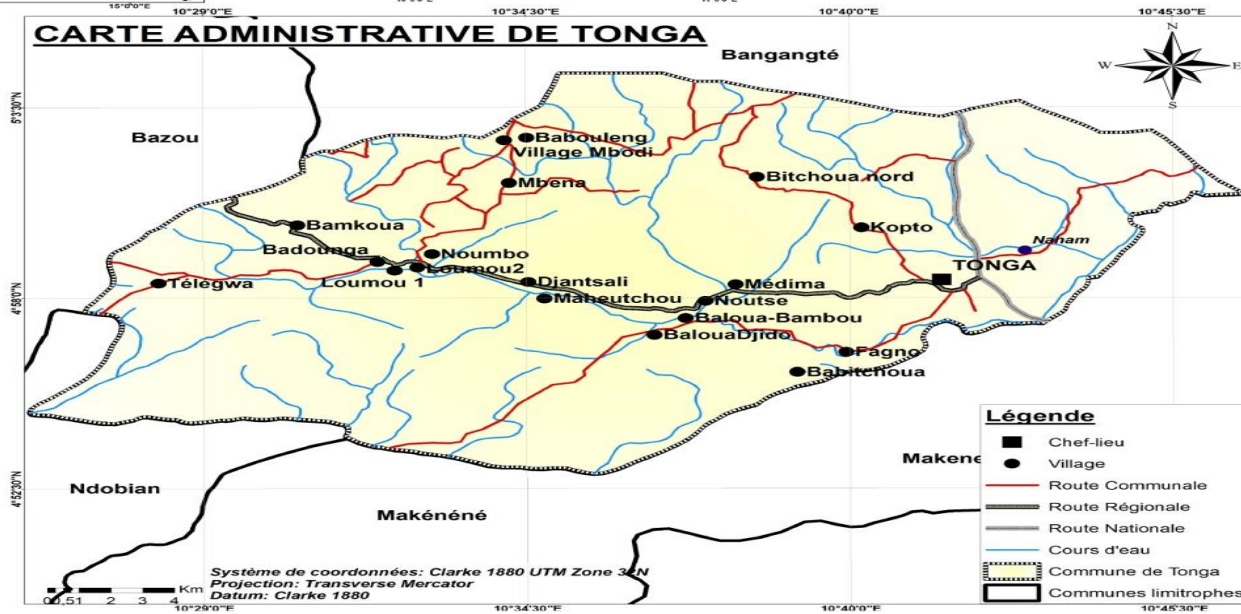 10°29'0"E 10°34'30"E 10°40'0"E 10°45'30"E
CARTE ADMINISTRATIVE DE TONGA
Bangangté
N
W E
S
5°3'30"N
Bazou
Babouleng
Village Mbodi
Bitchoua nord
Mbena
Bamkoua
Kopto
Naham
Badounga
Noumbo
TONGA
Loumou2
Loumou 1
Télegwa
Djantsali
Médima
4°58'0"N
Maheutchou
Noutse
Baloua-Bambou
BalouaDjido
Fagno
Babitchoua
Légende
Chef-lieu
Makene
Village
Ndobian
Route Communale
4°52'30"N
Makénéné
Route Régionale
Route Nationale
Cours d'eau
Système de coordonnées: Clarke 1880 UTM Zone 32N
Commune de Tonga
Projection: Transverse Mercator
00,51 2 3 4 Km
Datum: Clarke 1880
Communes limitrophes
10°29'0"E 10°34'30"E 10°40'0"E 10°45'30"E